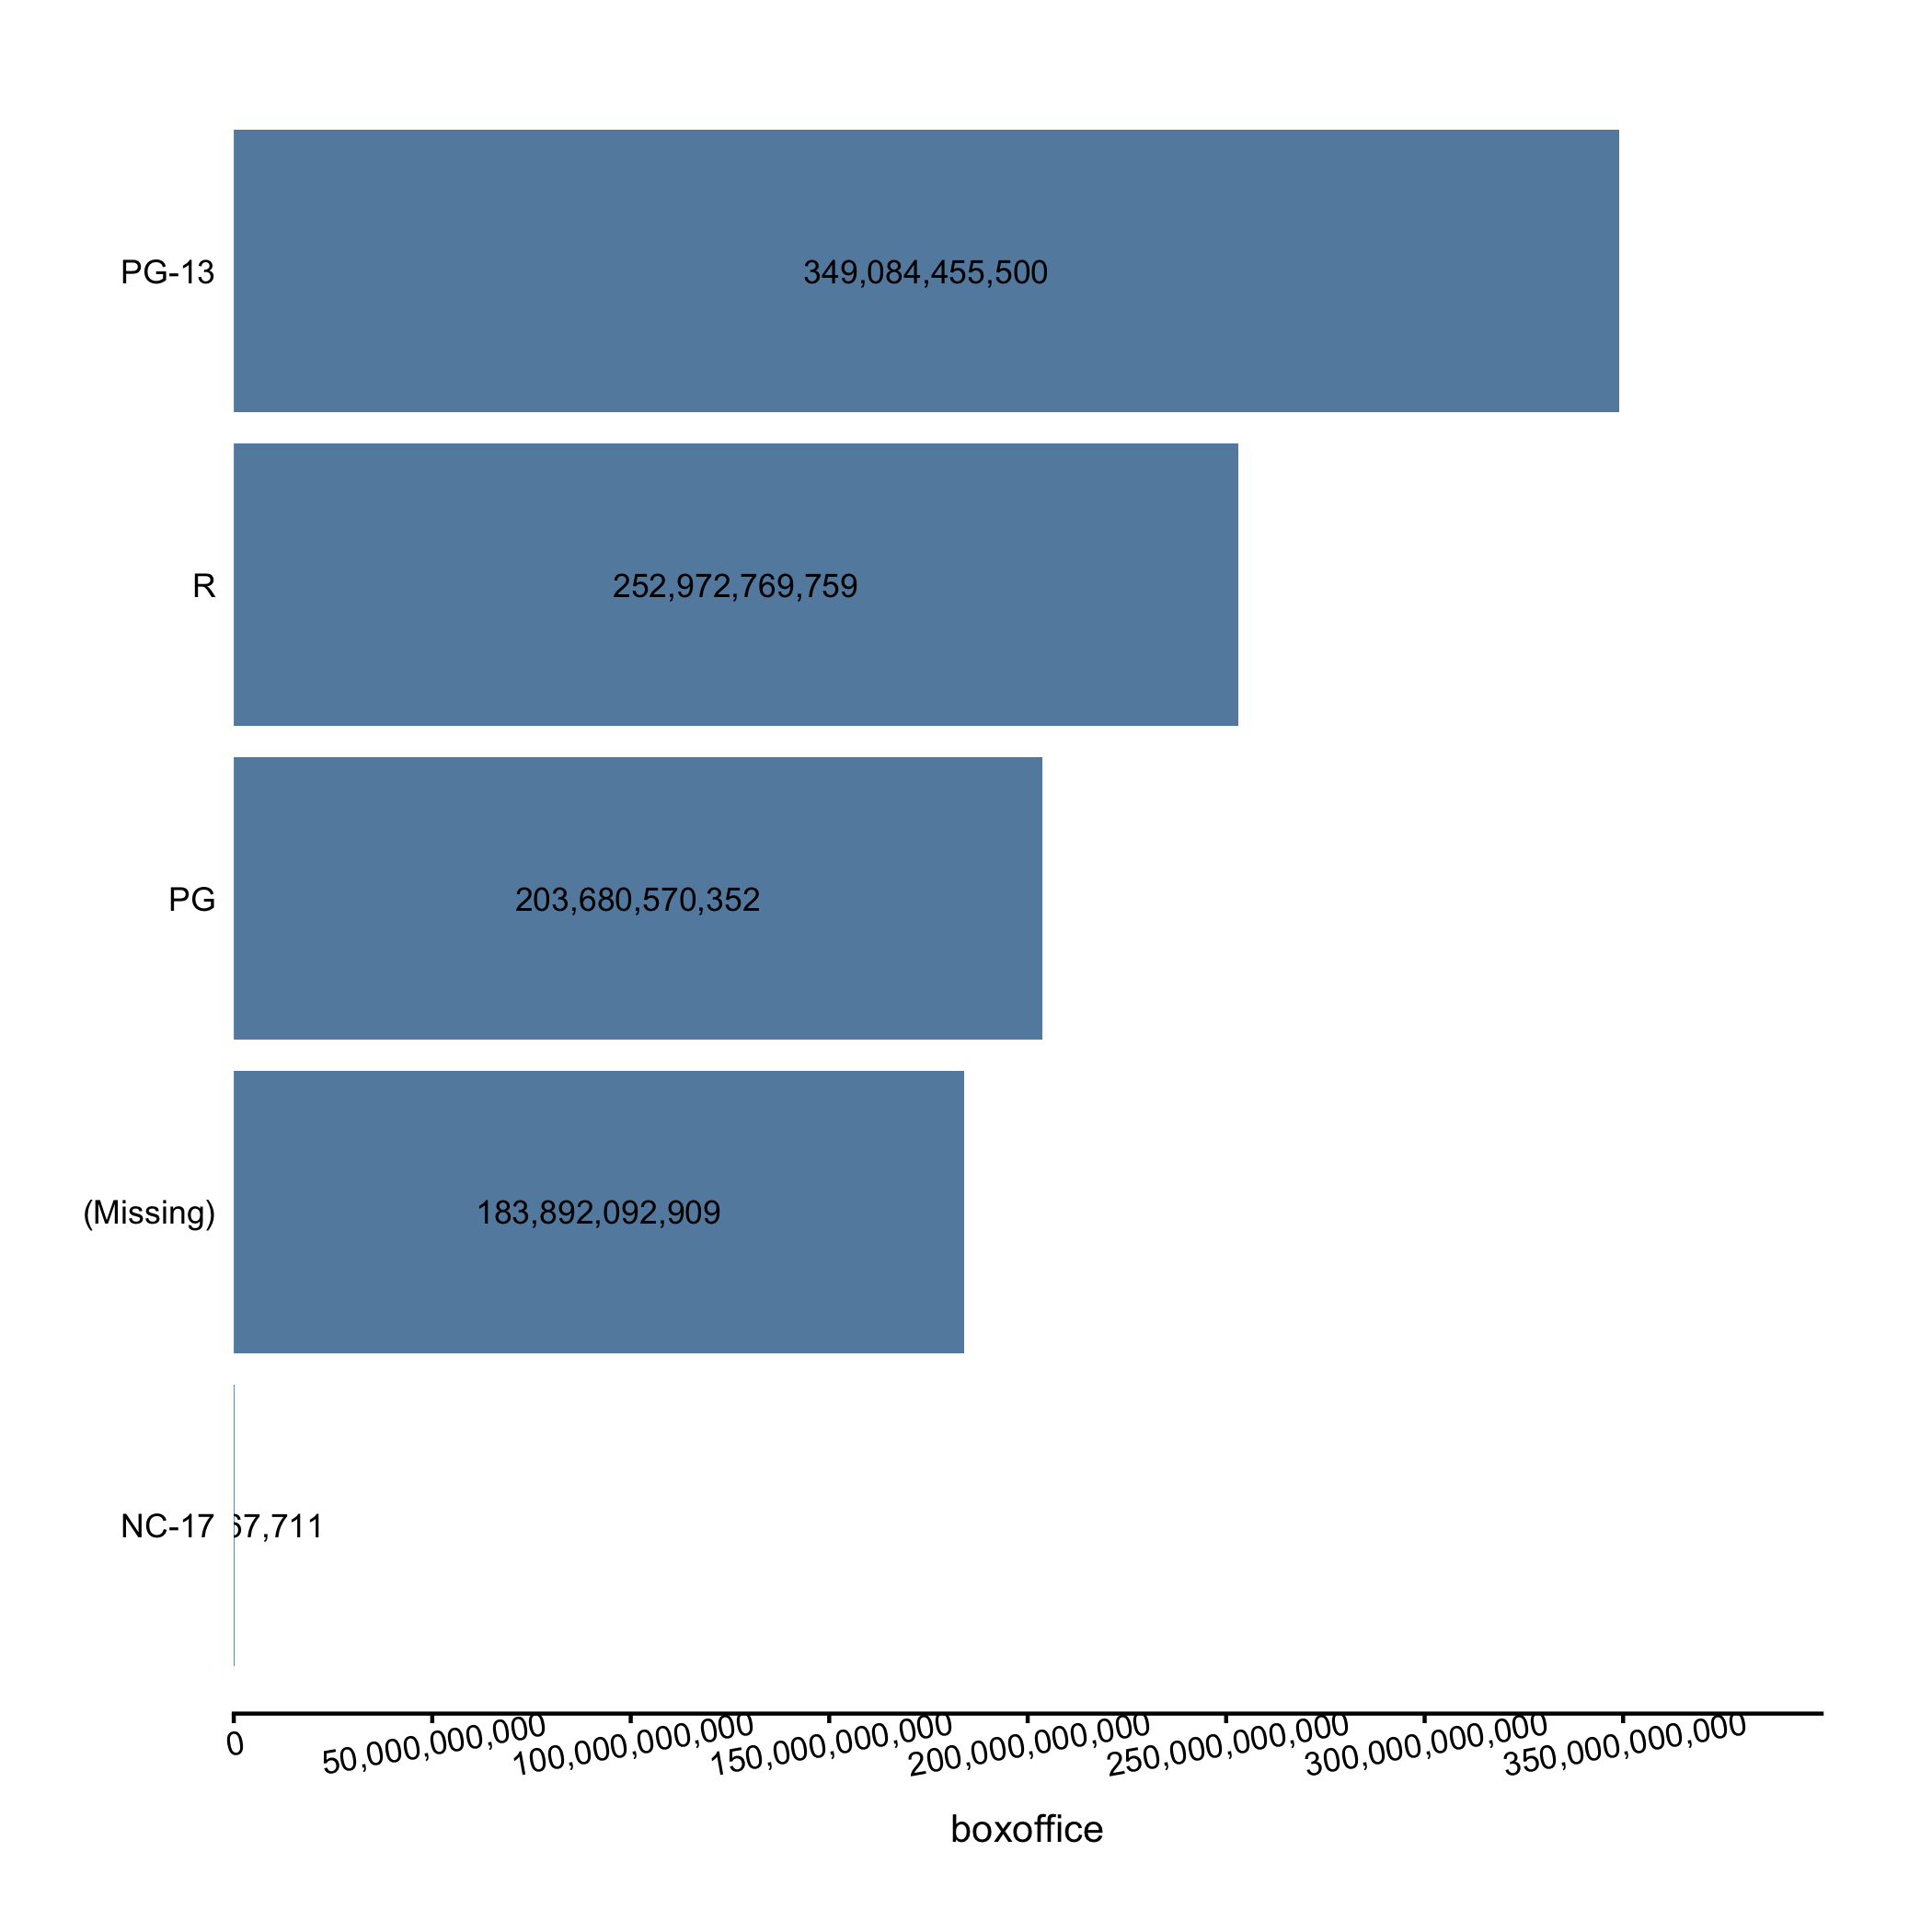 PG-13
349,084,455,500
R
252,972,769,759
PG
203,680,570,352
(Missing)
183,892,092,909
NC-17
67,711
0
50,000,000,000
100,000,000,000
150,000,000,000
200,000,000,000
250,000,000,000
300,000,000,000
350,000,000,000
boxoffice